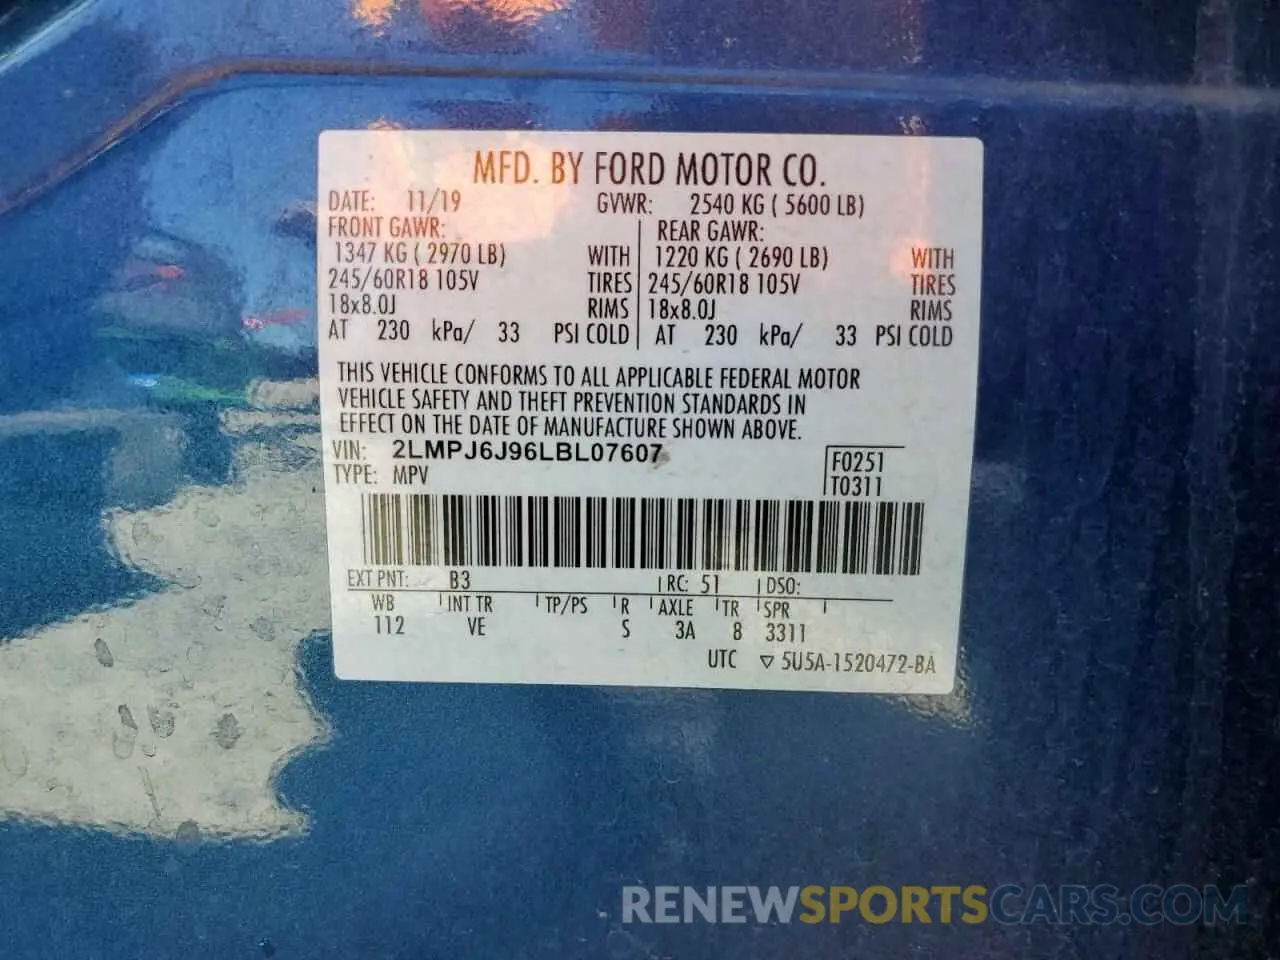 MFD. BY FORD MOTOR CO.
DATE: 11/19 GVWR: 2540 KG ( 5600 LB)
FRONT GAWR: REAR GAWR:
1347 KG ( 2970 LB) WITH 1220 KG ( 2690 LB) WITH
245/60R18 105V TIRES 245/60R18 105V TIRES
18x8.0J RIMS 18x8.0J RIMS
AT 230 kPa/ 33 PSI COLD AT 230 kPa/ 33 PSI COLD
THIS VEHICLE CONFORMS TO ALL APPLICABLE FEDERAL MOTOR
VEHICLE SAFETY AND THEFT PREVENTION STANDARDS IN
EFFECT ON THE DATE OF MANUFACTURE SHOWN ABOVE.
VIN: 2LMPJ6J96LBL07607 F0251
TYPE: MPV T0311
EXT PNT: B3 RC: 51 DSO:
WB INT TR TP/PS R AXLE TR SPR
112 VE S 3A 8 3311
UTC ▽ 5U5A-1520472-BA
RENEWSPORTSCARS.COM